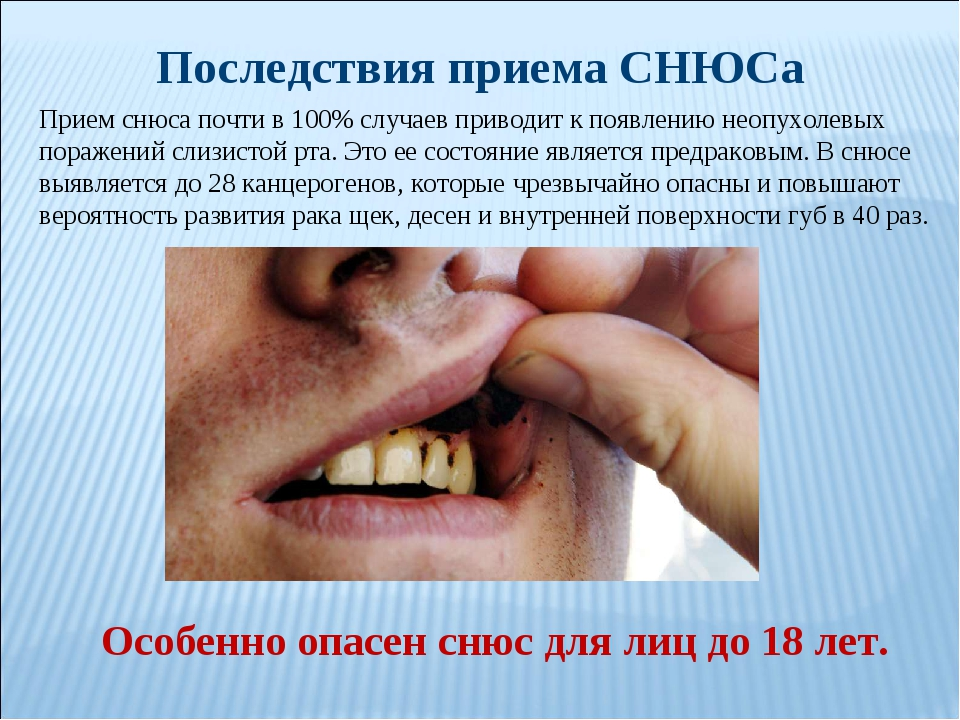 Последствия приема СНЮСа
Прием снюса почти в 100% случаев приводит к появлению неопухолевых
поражений слизистой рта. Это ее состояние является предраковым. В снюсе
выявляется до 28 канцерогенов, которые чрезвычайно опасны и повышают
вероятность развития рака щек, десен и внутренней поверхности губ в 40 раз.
Особенно опасен снюс для лиц до 18 лет.